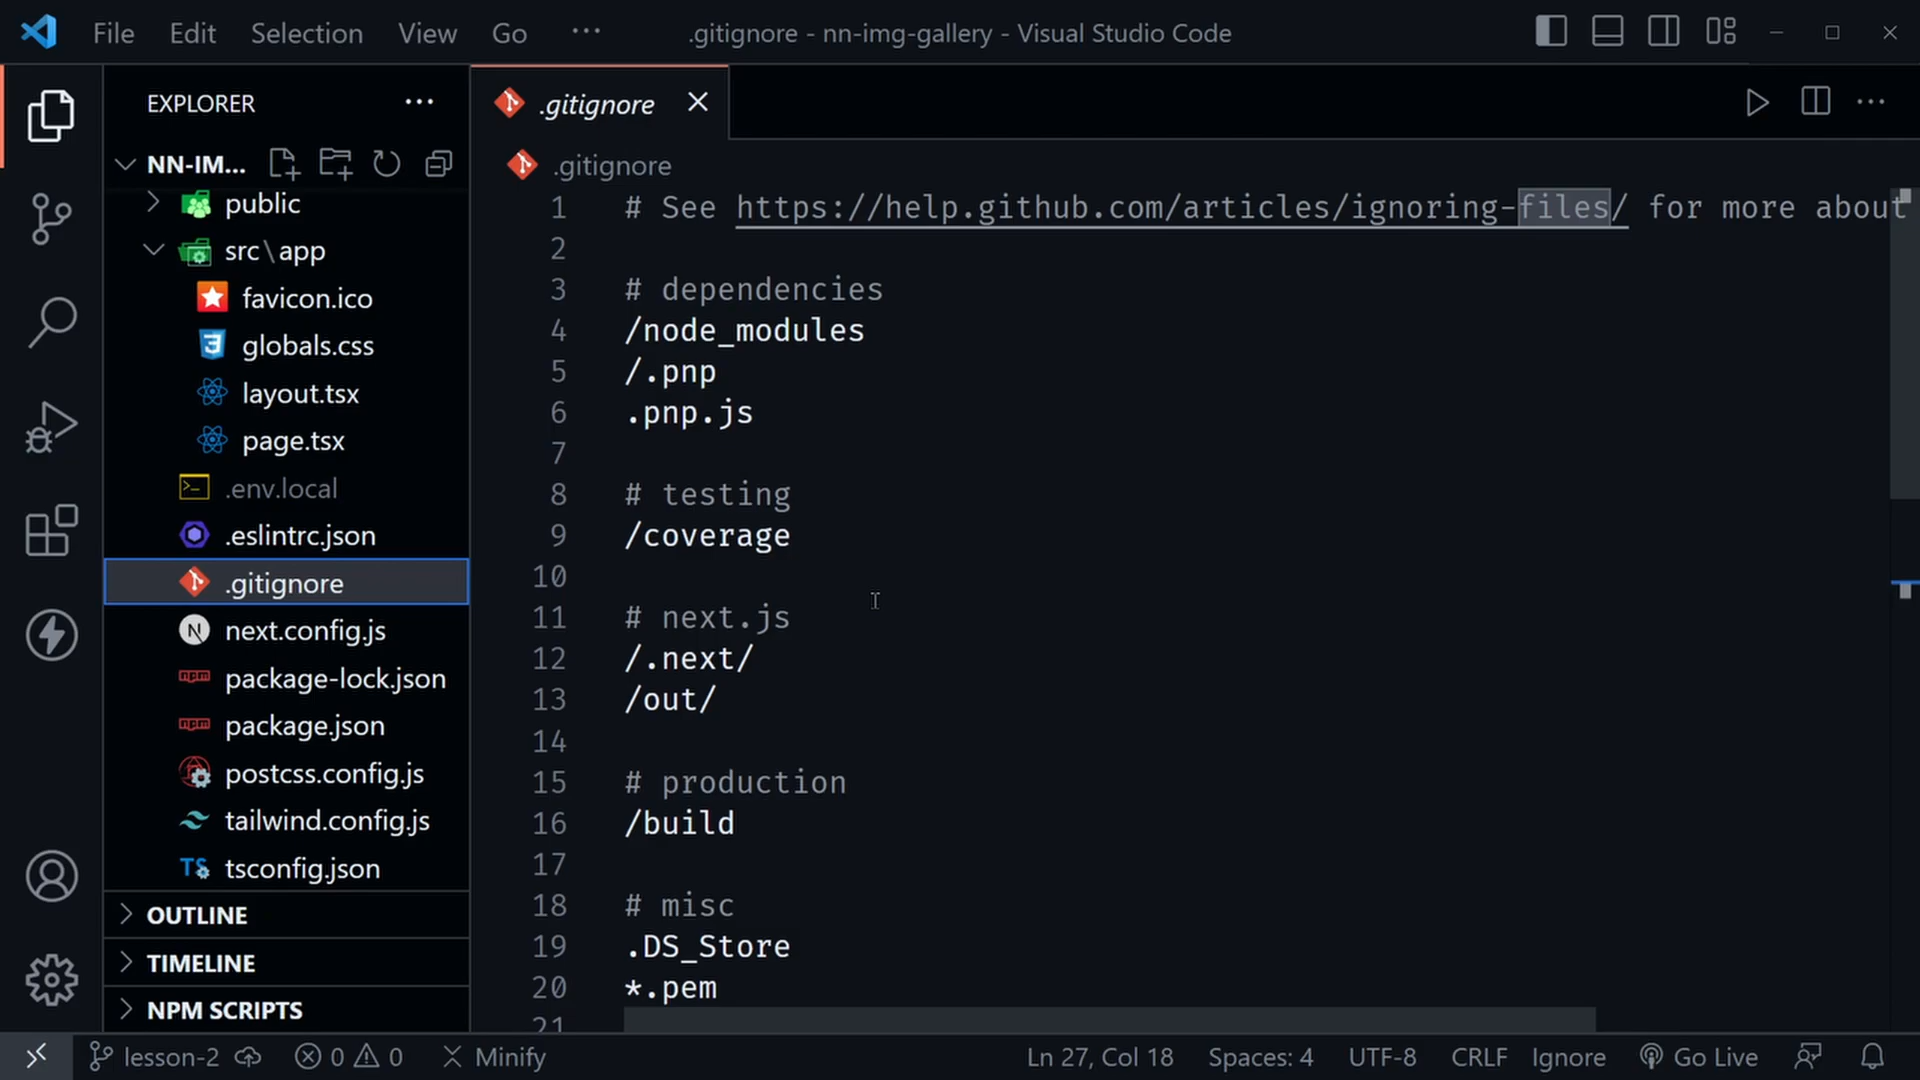 File Edit Selection View Go ··· .gitignore - nn-img-gallery - Visual Studio Code
EXPLORER ···
NN-IM...
public
src\app
favicon.ico
globals.css
layout.tsx
page.tsx
.env.local
.eslintrc.json
.gitignore
next.config.js
package-lock.json
package.json
postcss.config.js
tailwind.config.js
TS tsconfig.json
OUTLINE
TIMELINE
NPM SCRIPTS
.gitignore
.gitignore
1 # See https://help.github.com/articles/ignoring-files/ for more about
2
3 # dependencies
4 /node_modules
5 /.pnp
6 .pnp.js
7
8 # testing
9 /coverage
10
11 # next.js
12 /.next/
13 /out/
14
15 # production
16 /build
17
18 # misc
19 .DS_Store
20 *.pem
21
lesson-2 0 0 Minify Ln 27, Col 18 Spaces: 4 UTF-8 CRLF Ignore Go Live